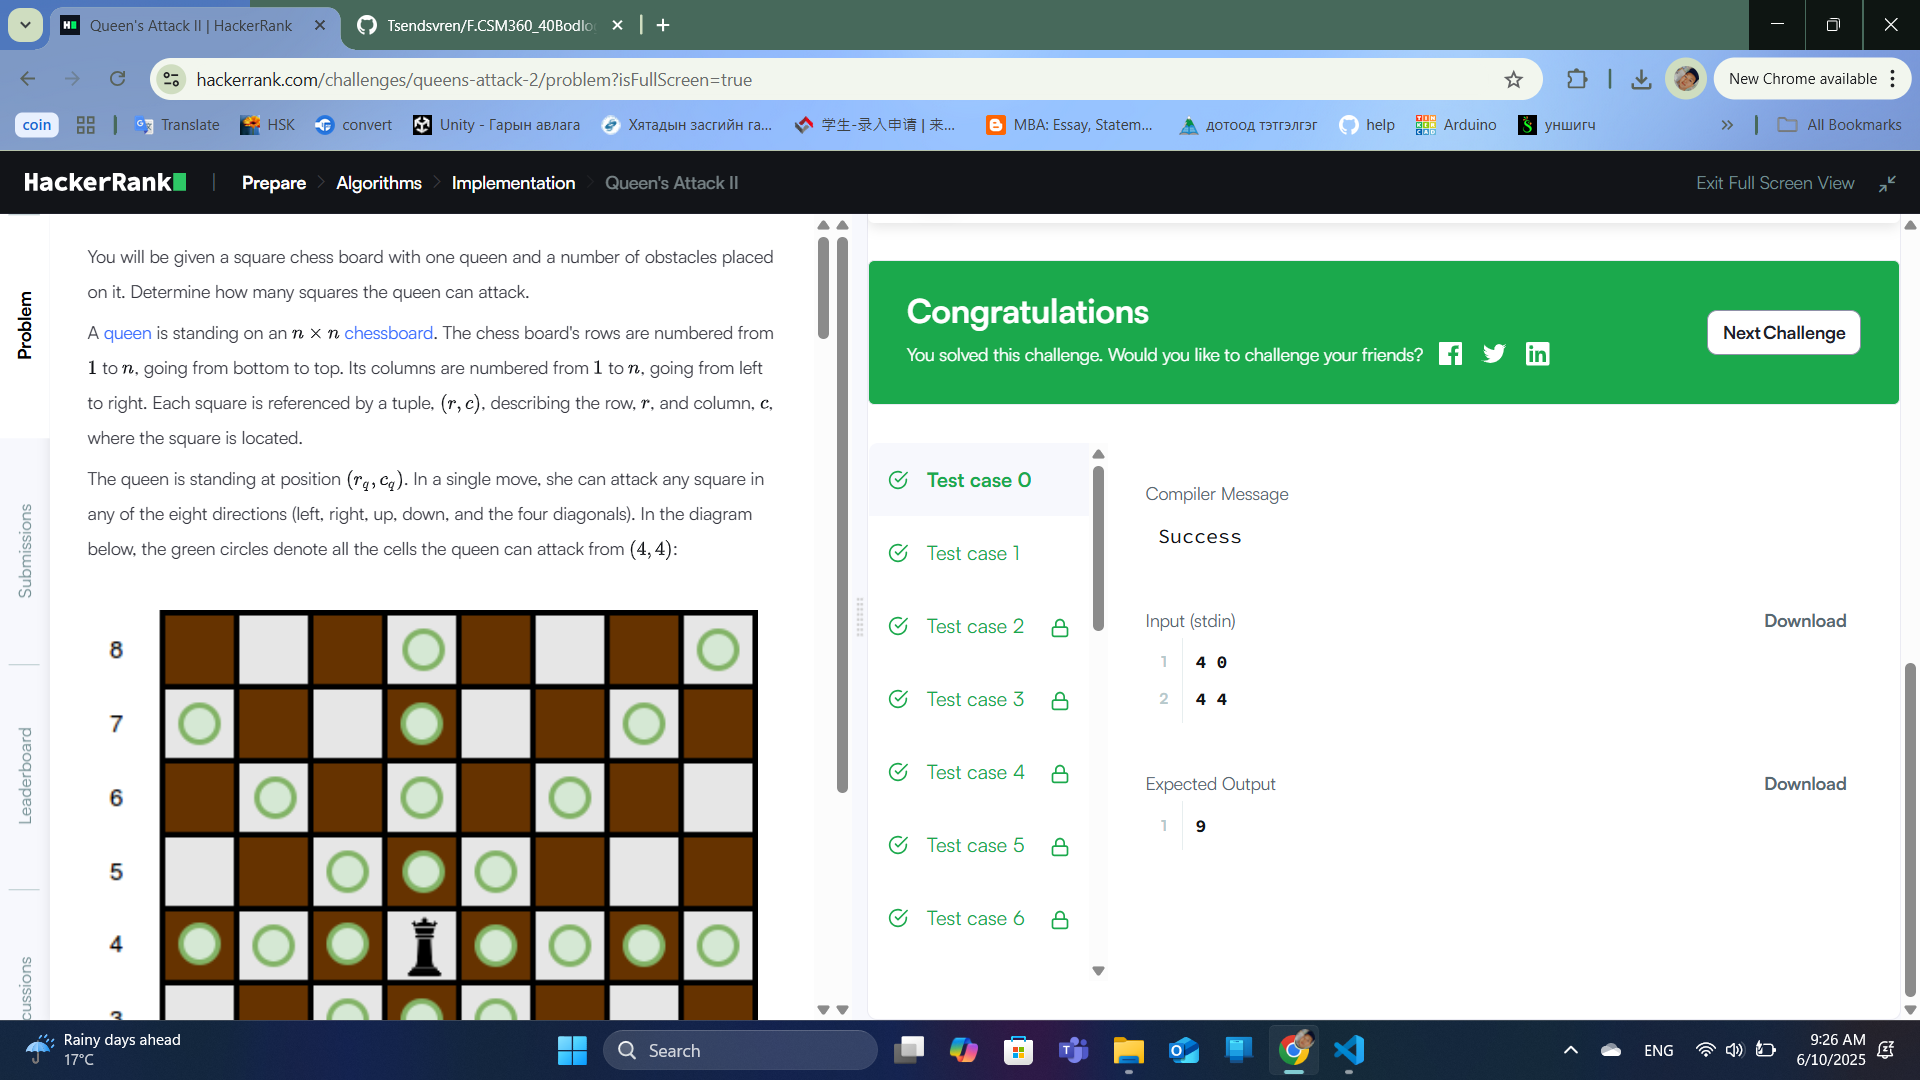 Queen's Attack II | HackerRank
Tsendsvren/F.CSM360_40Bodlo
hackerrank.com/challenges/queens-attack-2/problem?isFullScreen=true
New Chrome available
coin
Translate
HSK
convert
Unity - Гарын авлага
Хятадын засгийн га...
学生-录入申请 | 来...
MBA: Essay, Statem...
дотоод тэтгэлгэг
help
Arduino
уншигч
All Bookmarks
HackerRank
Prepare
Algorithms
Implementation
Queen's Attack II
Exit Full Screen View
Problem
Submissions
Leaderboard
cussions
You will be given a square chess board with one queen and a number of obstacles placed
on it. Determine how many squares the queen can attack.
A queen is standing on an n × n chessboard. The chess board's rows are numbered from
1 to n, going from bottom to top. Its columns are numbered from 1 to n, going from left
to right. Each square is referenced by a tuple, (r, c), describing the row, r, and column, c,
where the square is located.
The queen is standing at position (r_q, c_q). In a single move, she can attack any square in
any of the eight directions (left, right, up, down, and the four diagonals). In the diagram
below, the green circles denote all the cells the queen can attack from (4, 4):
8
7
6
5
4
3
Congratulations
You solved this challenge. Would you like to challenge your friends?
Next Challenge
Test case 0
Test case 1
Test case 2
Test case 3
Test case 4
Test case 5
Test case 6
Compiler Message
Success
Input (stdin)
Download
1 4 0
2 4 4
Expected Output
Download
1 9
Rainy days ahead
17°C
Search
ENG
9:26 AM
6/10/2025